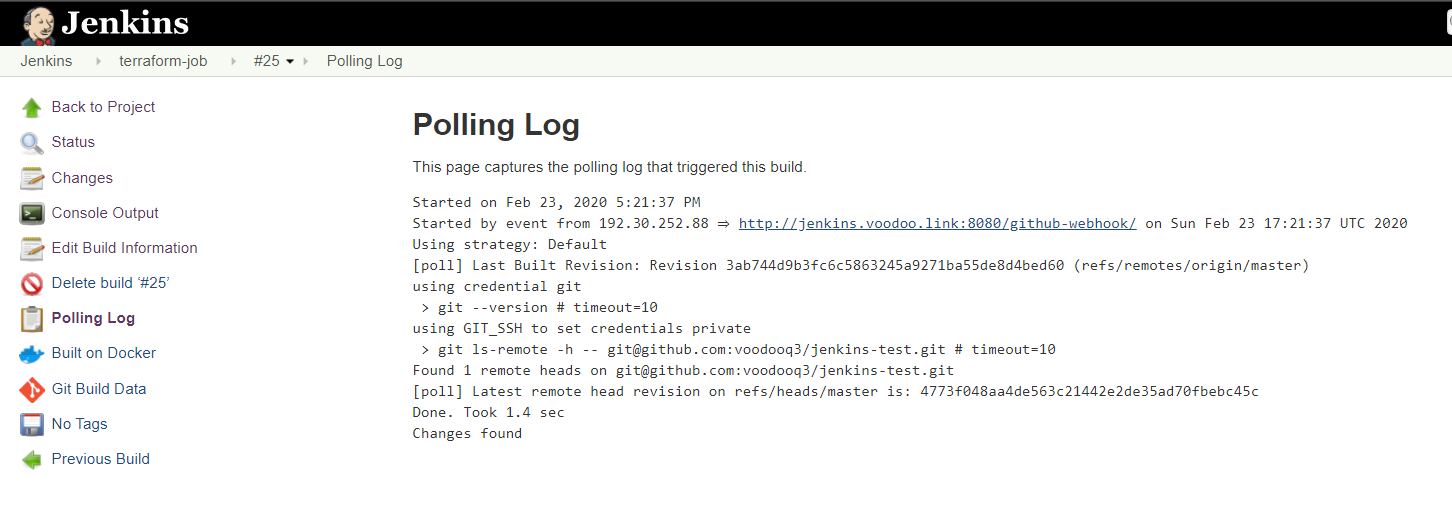 Jenkins
Jenkins terraform-job #25 Polling Log
Back to Project
Status
Changes
Console Output
Edit Build Information
Delete build ‘#25’
Polling Log
Built on Docker
Git Build Data
No Tags
Previous Build
Polling Log
This page captures the polling log that triggered this build.
Started on Feb 23, 2020 5:21:37 PM
Started by event from 192.30.252.88 ⇒ http://jenkins.voodoo.link:8080/github-webhook/ on Sun Feb 23 17:21:37 UTC 2020
Using strategy: Default
[poll] Last Built Revision: Revision 3ab744d9b3fc6c5863245a9271ba55de8d4bed60 (refs/remotes/origin/master)
using credential git
> git --version # timeout=10
using GIT_SSH to set credentials private
> git ls-remote -h -- git@github.com:voodooq3/jenkins-test.git # timeout=10
Found 1 remote heads on git@github.com:voodooq3/jenkins-test.git
[poll] Latest remote head revision on refs/heads/master is: 4773f048aa4de563c21442e2de35ad70fbebc45c
Done. Took 1.4 sec
Changes found